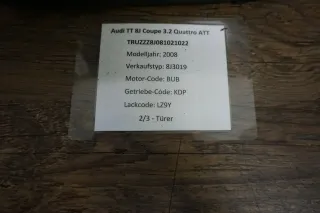 Audi TT 8J Coupe 3.2 Quattro ATT
TRUZZZ8J081021022
Modelljahr: 2008
Verkaufstyp: 8J3019
Motor-Code: BUB
Getriebe-Code: KDP
Lackcode: LZ9Y
2/3 - Türer